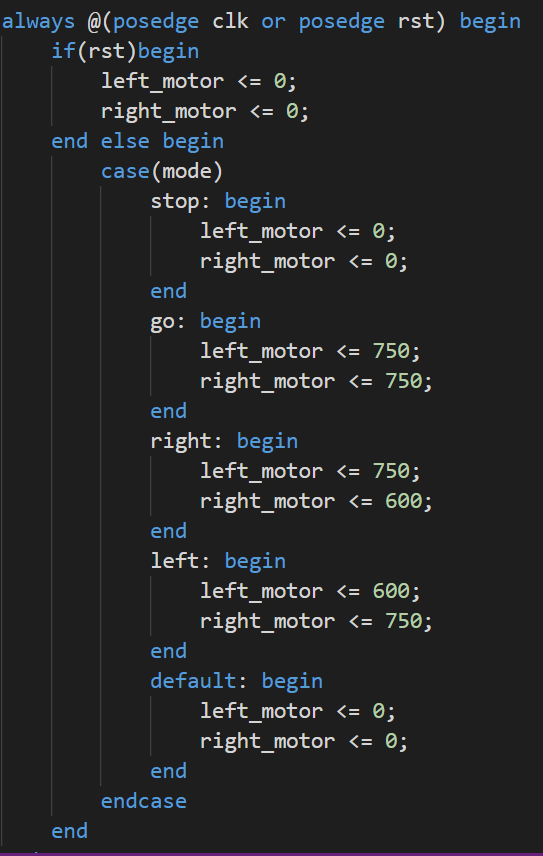 always @(posedge clk or posedge rst) begin
    if(rst)begin
        left_motor <= 0;
        right_motor <= 0;
    end else begin
        case(mode)
            stop: begin
                left_motor <= 0;
                right_motor <= 0;
            end
            go: begin
                left_motor <= 750;
                right_motor <= 750;
            end
            right: begin
                left_motor <= 750;
                right_motor <= 600;
            end
            left: begin
                left_motor <= 600;
                right_motor <= 750;
            end
            default: begin
                left_motor <= 0;
                right_motor <= 0;
            end
        endcase
    end